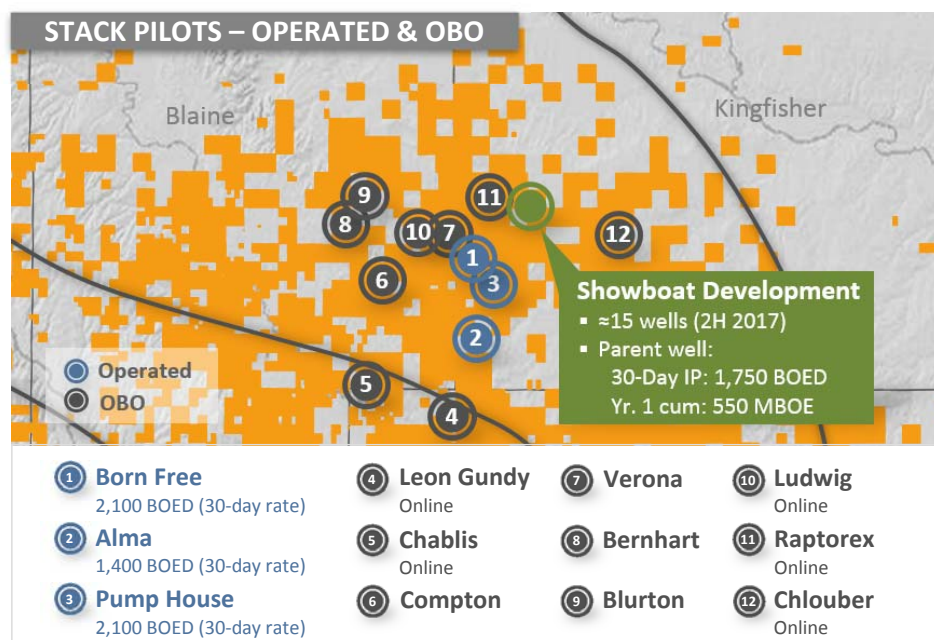 STACK PILOTS – OPERATED & OBO
Blaine
Kingfisher
9
8
10
7
11
12
1
3
6
2
5
4
Showboat Development
▪ ≈15 wells (2H 2017)
▪ Parent well:
30-Day IP: 1,750 BOED
Yr. 1 cum: 550 MBOE
Operated
OBO
1 Born Free
2,100 BOED (30-day rate)
2 Alma
1,400 BOED (30-day rate)
3 Pump House
2,100 BOED (30-day rate)
4 Leon Gundy
Online
5 Chablis
Online
6 Compton
7 Verona
8 Bernhart
9 Blurton
10 Ludwig
Online
11 Raptorex
Online
12 Chlouber
Online